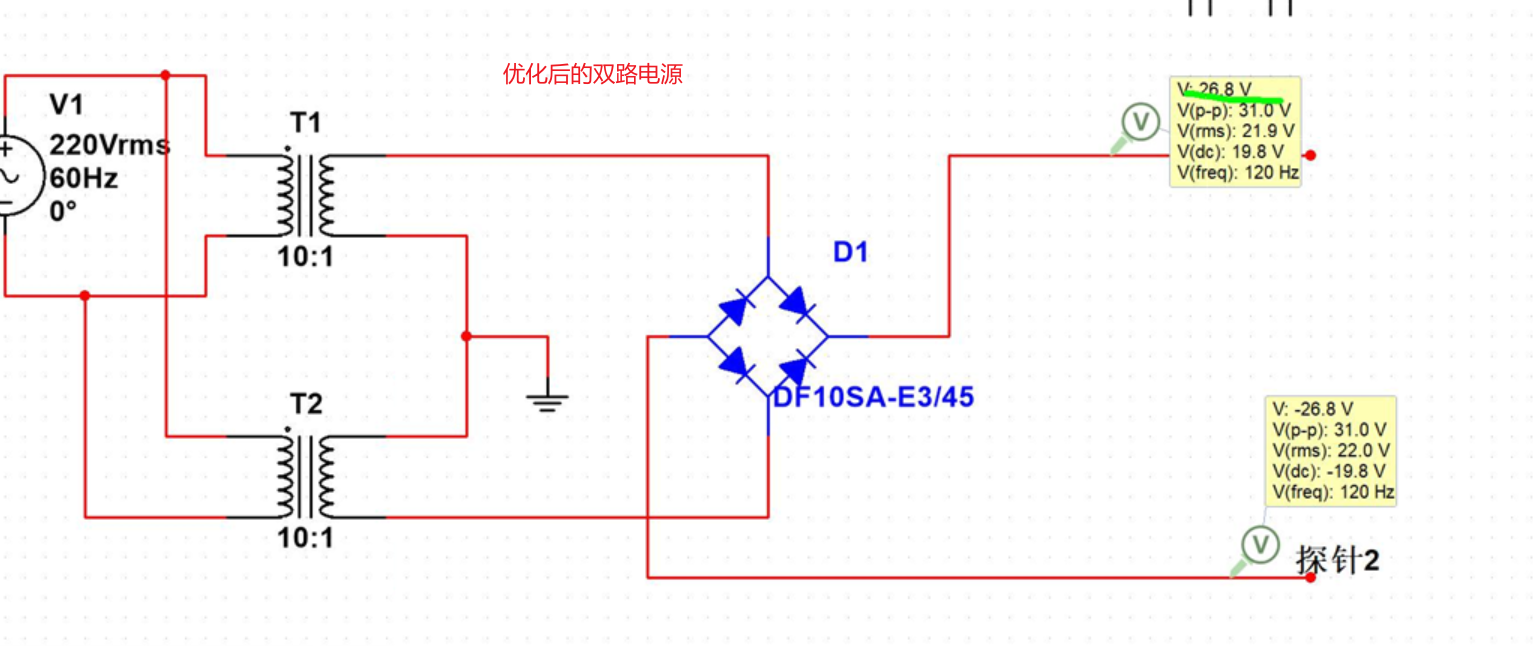 优化后的双路电源
V1
220Vrms
60Hz
0°
T1
10:1
T2
10:1
D1
DF10SA-E3/45
V
V: 26.8 V
V(p-p): 31.0 V
V(rms): 21.9 V
V(dc): 19.8 V
V(freq): 120 Hz
V: -26.8 V
V(p-p): 31.0 V
V(rms): 22.0 V
V(dc): -19.8 V
V(freq): 120 Hz
V
探针2